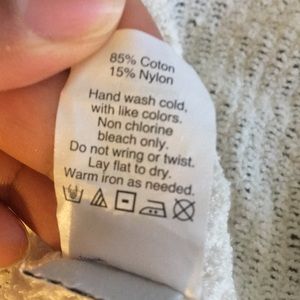 85% Coton
15% Nylon
Hand wash cold,
with like colors.
Non chlorine
bleach only.
Do not wring or twist.
Lay flat to dry.
Warm iron as needed.